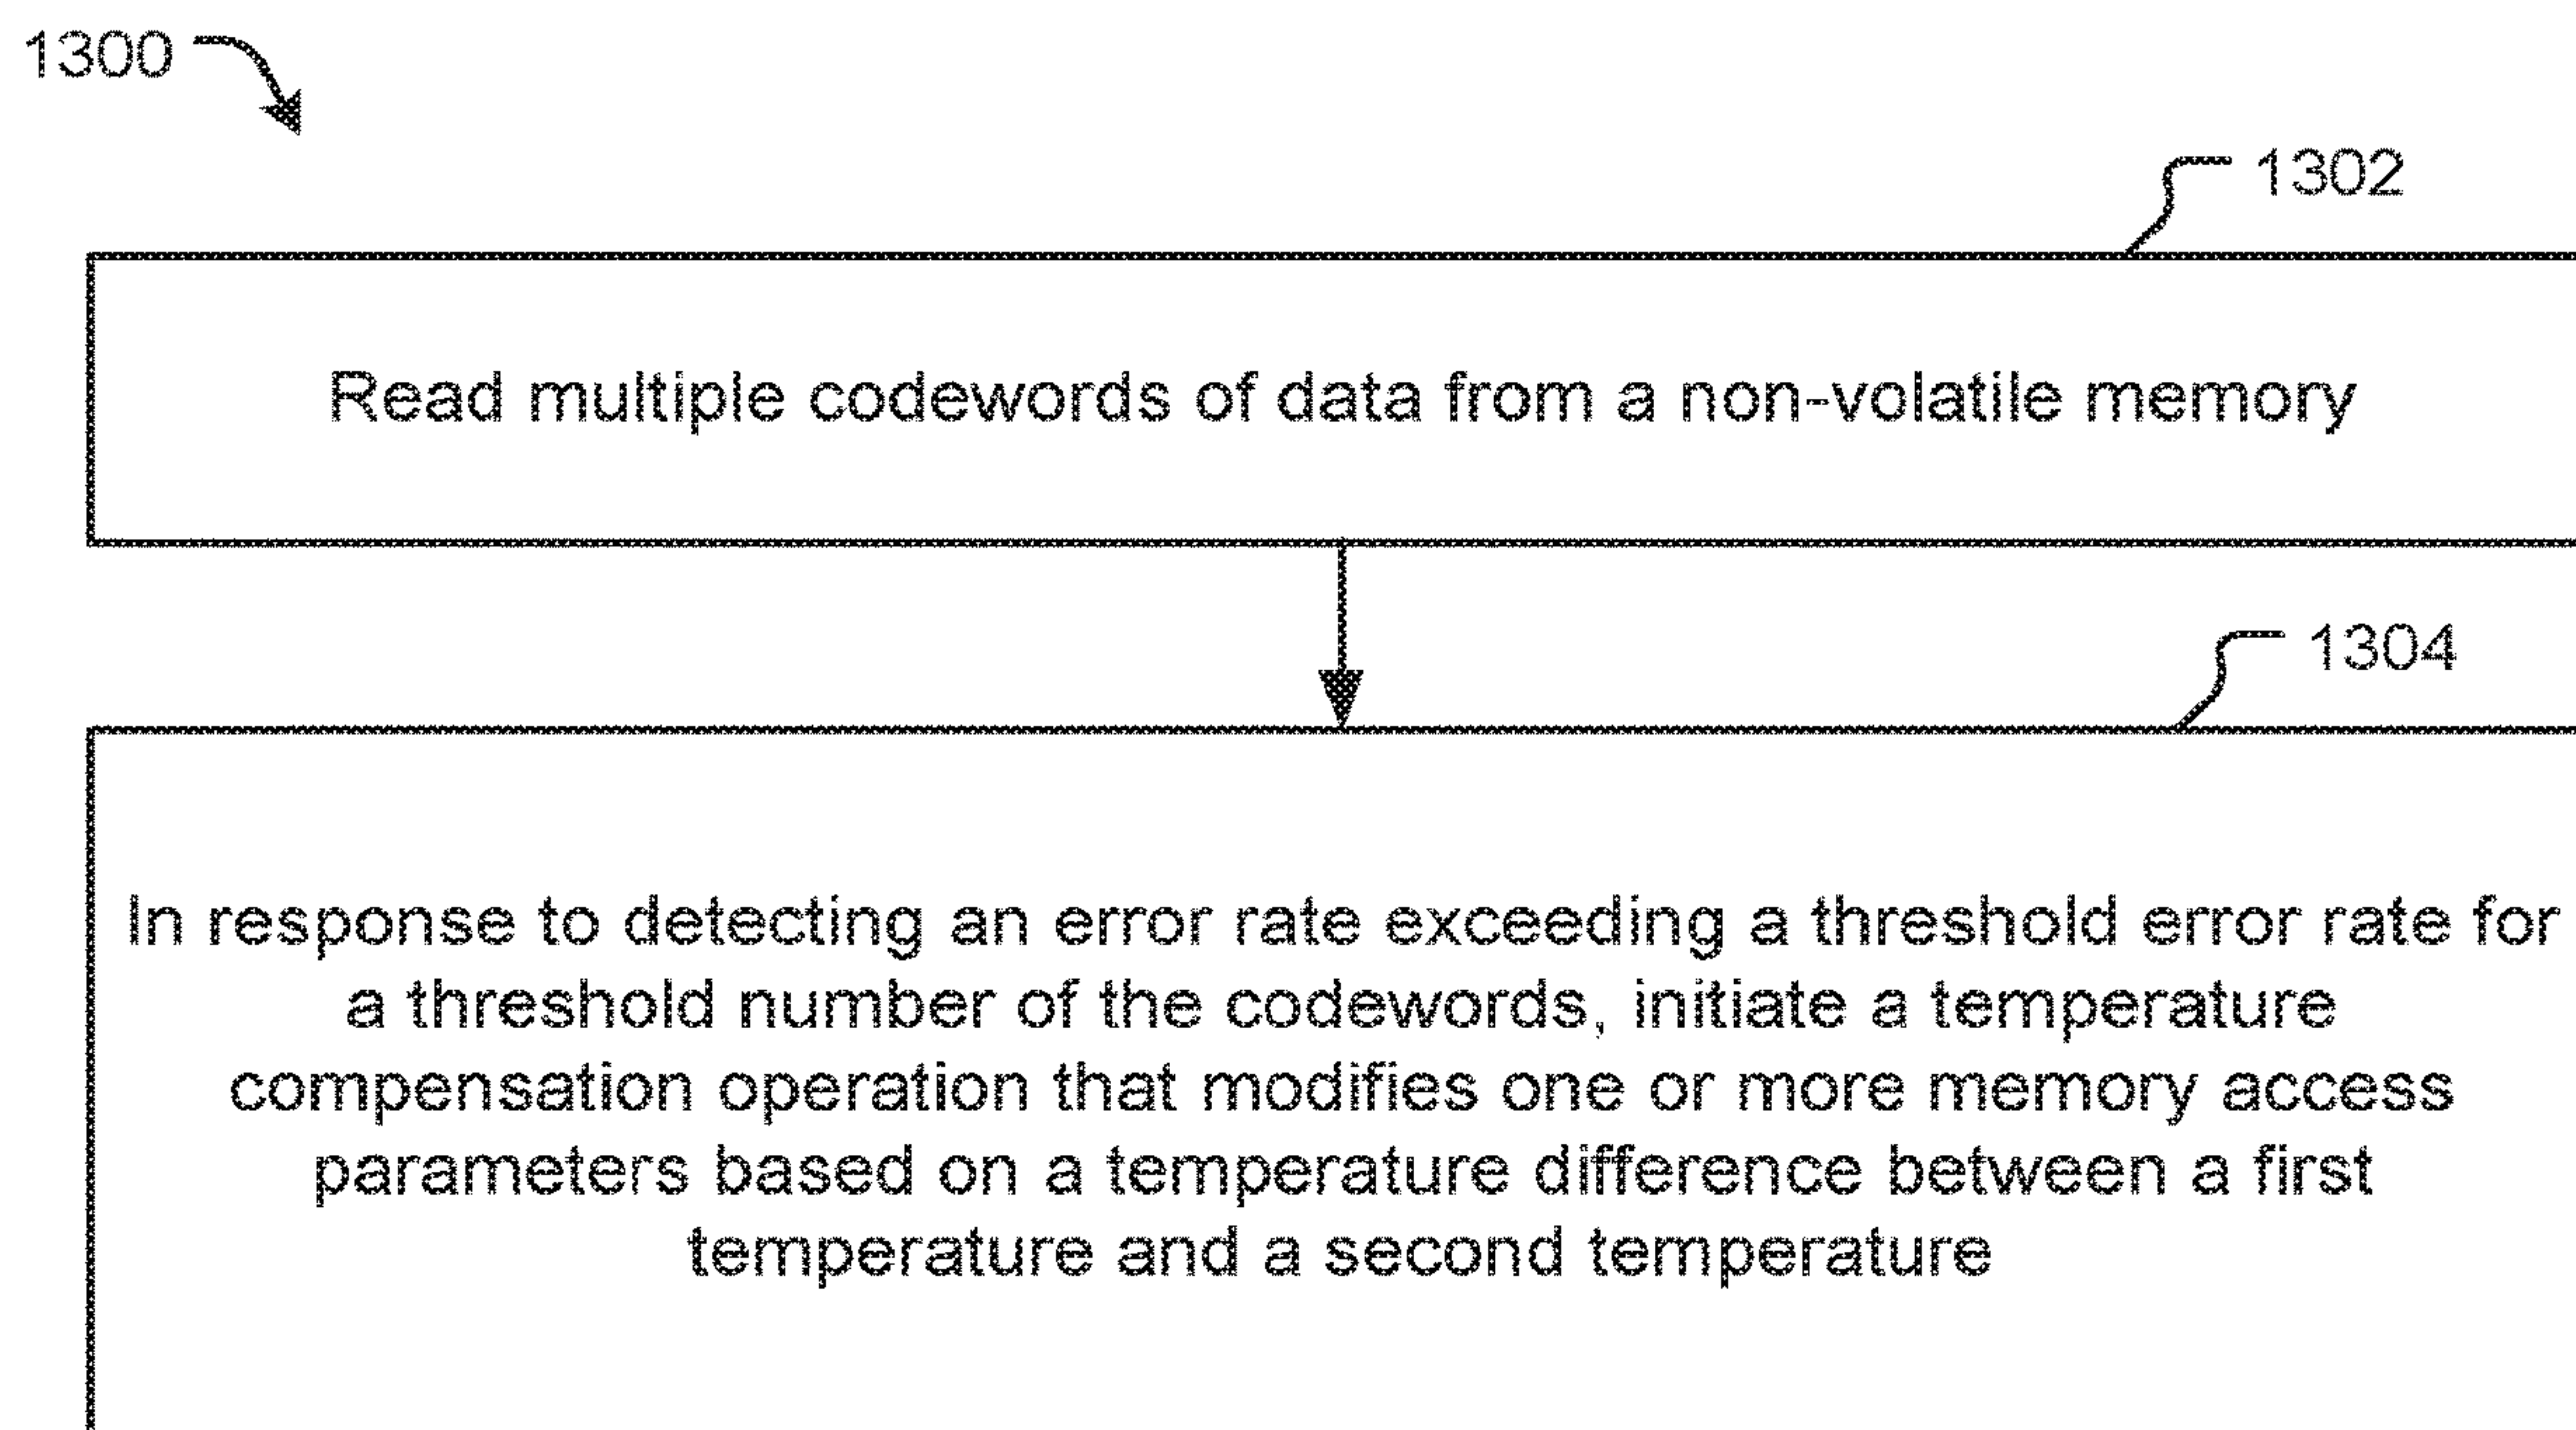 1300
1302
Read multiple codewords of data from a non-volatile memory
1304
In response to detecting an error rate exceeding a threshold error rate for
a threshold number of the codewords, initiate a temperature
compensation operation that modifies one or more memory access
parameters based on a temperature difference between a first
temperature and a second temperature